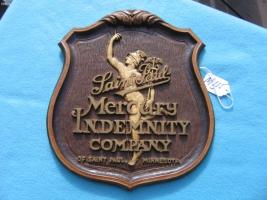 Saint Paul
Mercury
INDEMNITY
COMPANY
OF SAINT PAUL MINNESOTA